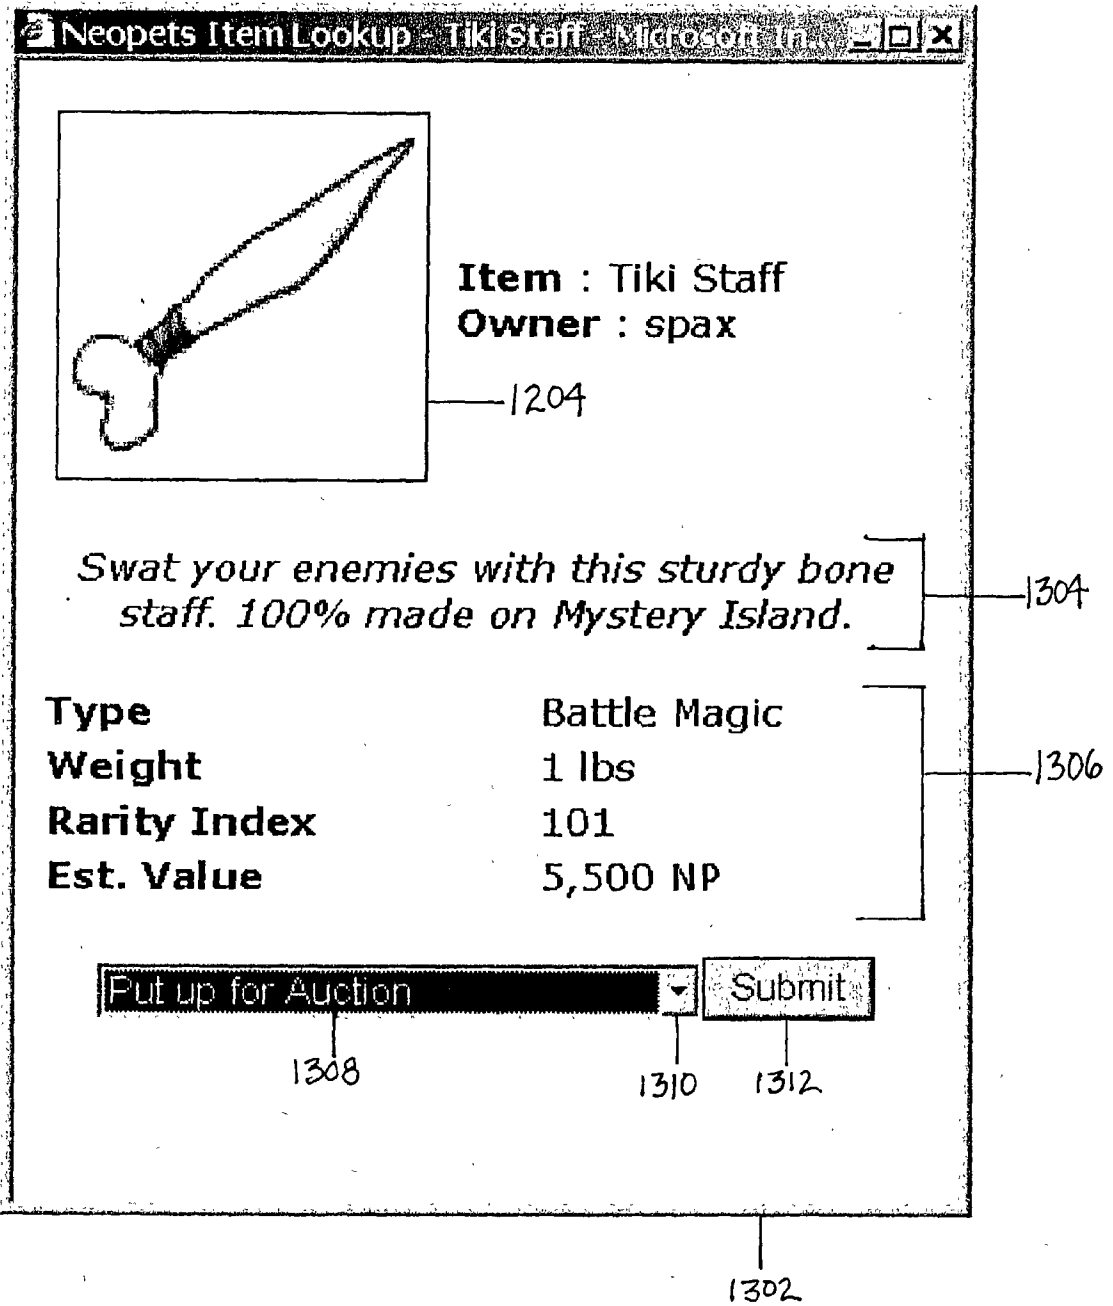 Neopets Item Lookup - Tiki Staff - Microsoft In...
Item : Tiki Staff
Owner : spax
1204
Swat your enemies with this sturdy bone
staff. 100% made on Mystery Island.
1304
Type Battle Magic
Weight 1 lbs
1306
Rarity Index 101
Est. Value 5,500 NP
Put up for Auction Submit
1308 1310 1312
1302